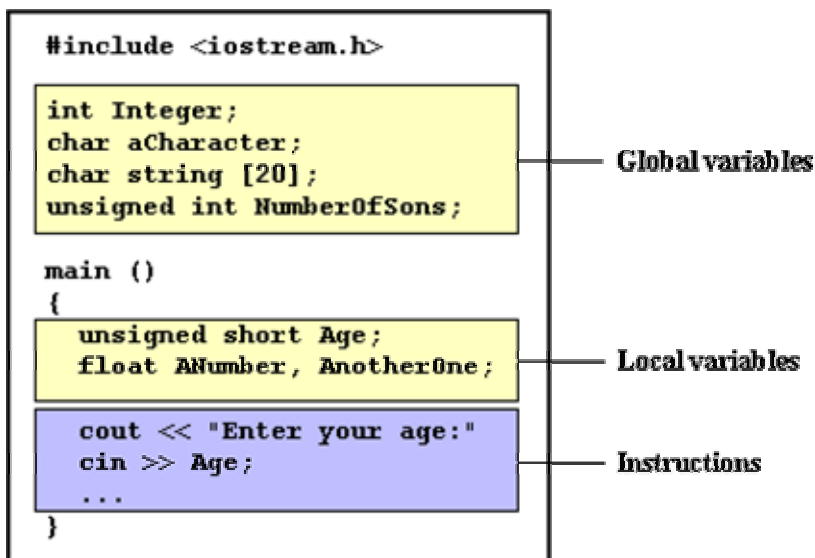 #include <iostream.h>
int Integer;
char aCharacter;
char string [20];
unsigned int NumberOfSons;
Global variables
main ()
{
unsigned short Age;
float ANumber, AnotherOne;
Local variables
cout << "Enter your age:"
cin >> Age;
...
Instructions
}